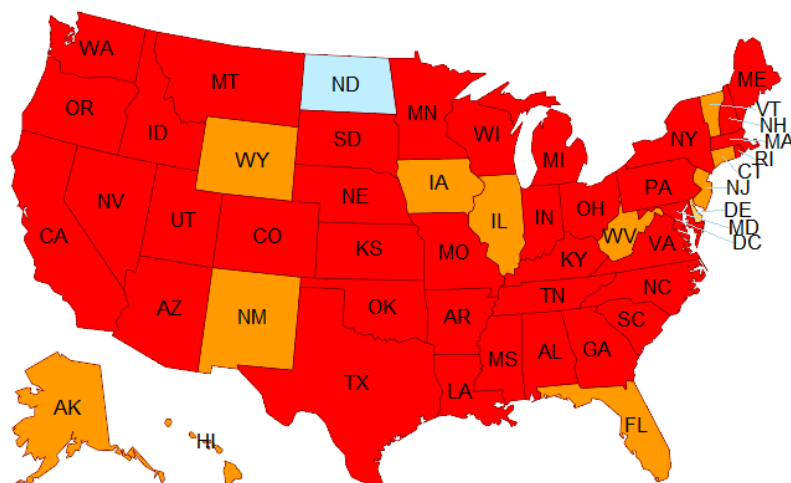 WA
MT
ND
MN
ME
VT
NH
MA
RI
CT
OR
ID
WY
SD
WI
MI
NY
NJ
PA
DE
MD
DC
NV
UT
CO
NE
IA
IL
IN
OH
WV
VA
CA
KS
MO
KY
AZ
NM
OK
AR
TN
NC
SC
TX
LA
MS
AL
GA
FL
AK
HI